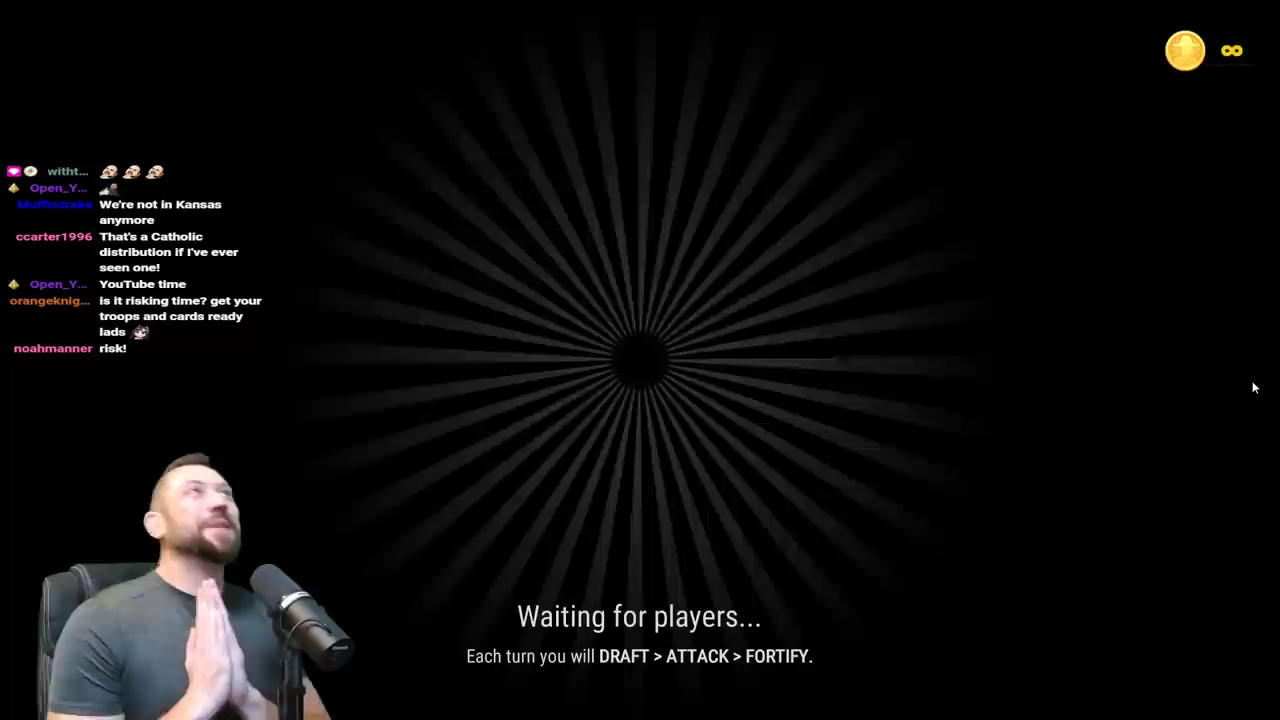 witht...
Open_Y...
Muffindrake We're not in Kansas
anymore
ccarter1996 That's a Catholic
distribution if I've ever
seen one!
Open_Y... YouTube time
orangeknig... is it risking time? get your
troops and cards ready
lads
noahmanner risk!
Waiting for players...
Each turn you will DRAFT > ATTACK > FORTIFY.